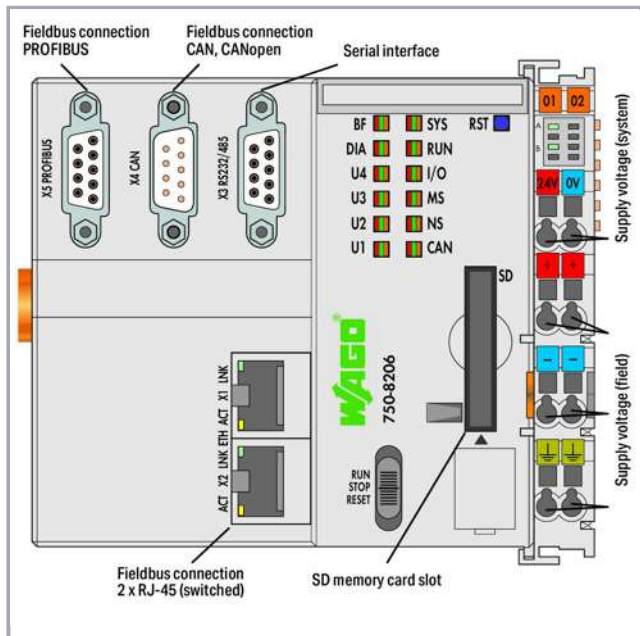 Fieldbus connection
PROFIBUS
Fieldbus connection
CAN, CANopen
Serial interface
X5 PROFIBUS
X4 CAN
X3 RS232/485
BF
SYS
RST
DIA
RUN
U4
I/O
U3
MS
U2
NS
U1
CAN
SD
01 02
A
B
24V 0V
+ +
— —
Supply voltage (system)
Supply voltage (field)
WAGO®
750-8206
LNK
X1
ACT
ETH
LNK
X2
ACT
RUN
STOP
RESET
Fieldbus connection
2 x RJ-45 (switched)
SD memory card slot